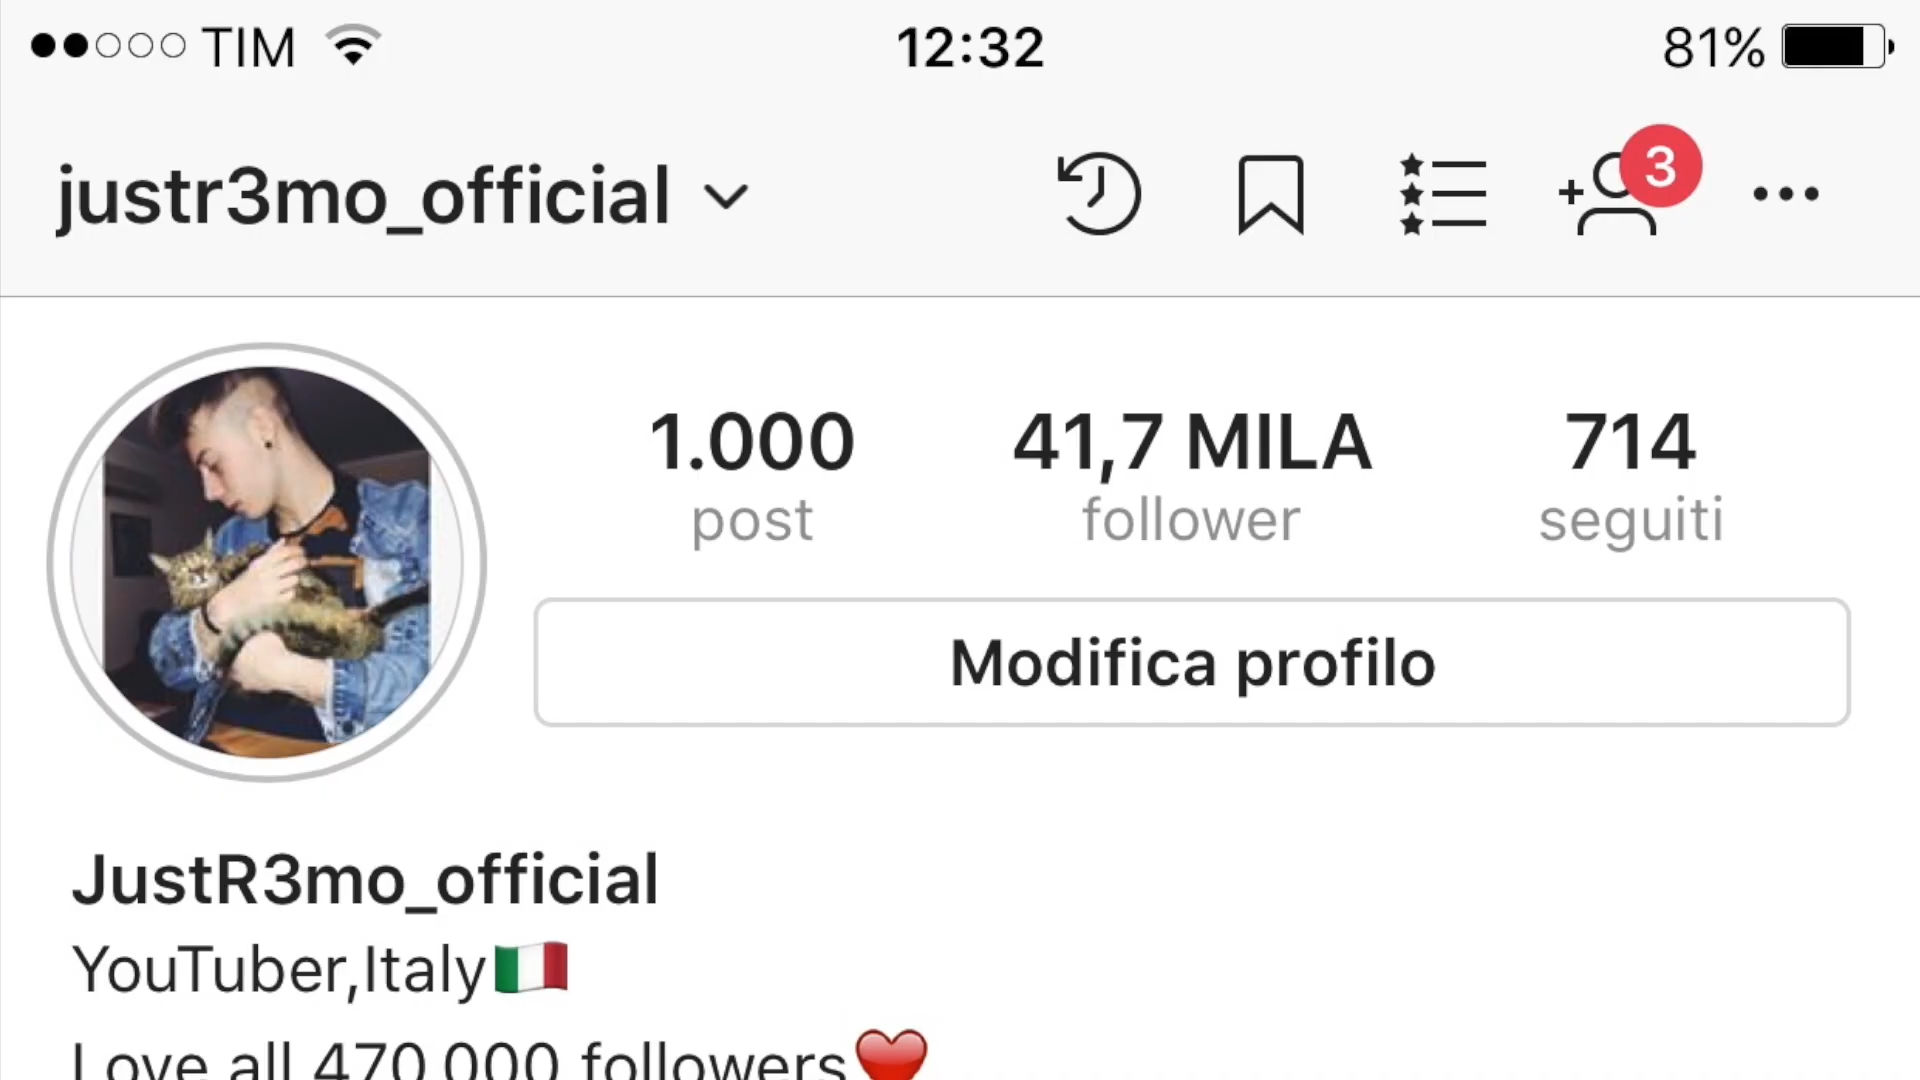 TIM 12:32 81%
justr3mo_official 3
1.000 41,7 MILA 714
post follower seguiti
Modifica profilo
JustR3mo_official
YouTuber,Italy🇮🇹
Love all 470.000 followers❤️